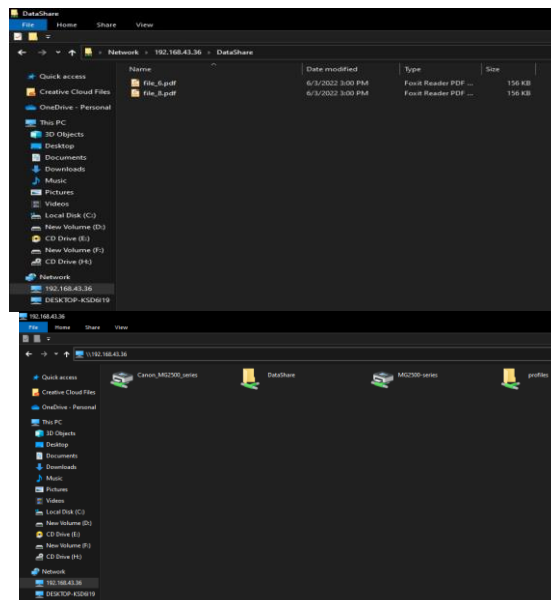 DataShare
File Home Share View
Network › 192.168.43.36 › DataShare
Name Date modified Type Size
file_6.pdf 6/3/2022 3:00 PM Foxit Reader PDF ... 156 KB
file_8.pdf 6/3/2022 3:00 PM Foxit Reader PDF ... 156 KB
Quick access
Creative Cloud Files
OneDrive - Personal
This PC
3D Objects
Desktop
Documents
Downloads
Music
Pictures
Videos
Local Disk (C:)
New Volume (D:)
CD Drive (E:)
New Volume (F:)
CD Drive (H:)
Network
192.168.43.36
DESKTOP-KSD6I19
192.168.43.36
File Home Share View
\\192.168.43.36
Canon_MG2500_series DataShare MG2500-series profiles
Quick access
Creative Cloud Files
OneDrive - Personal
This PC
3D Objects
Desktop
Documents
Downloads
Music
Pictures
Videos
Local Disk (C:)
New Volume (D:)
CD Drive (E:)
New Volume (F:)
CD Drive (H:)
Network
192.168.43.36
DESKTOP-KSD6I19